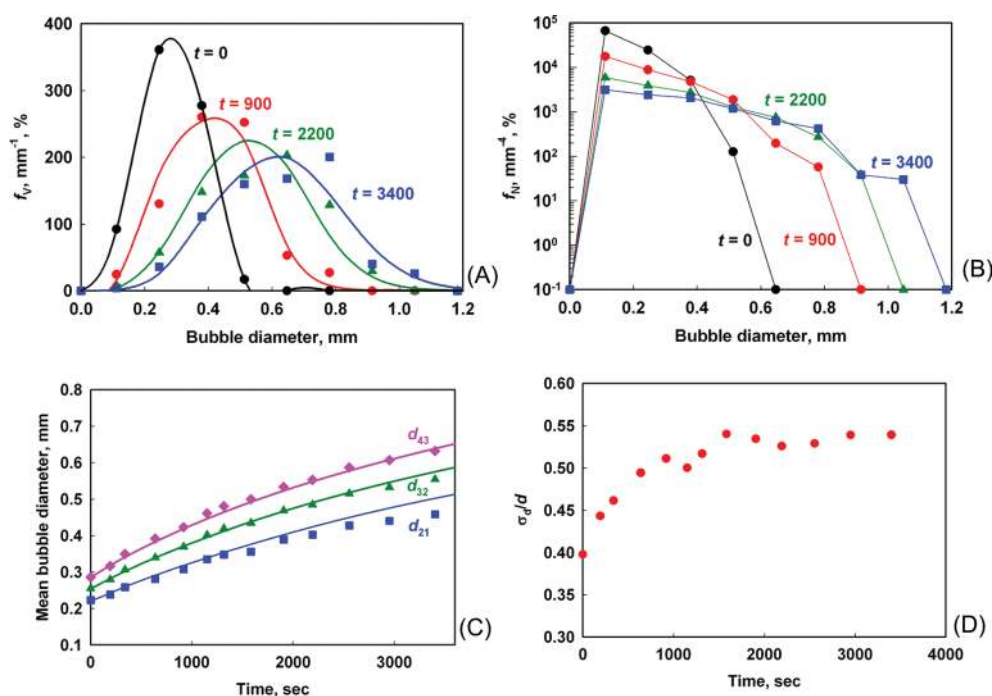 400
300
200
100
0
f_V, mm⁻¹, %
t = 0
t = 900
t = 2200
t = 3400
0.0 0.2 0.4 0.6 0.8 1.0 1.2
Bubble diameter, mm
(A)
10⁵
10⁴
10³
10²
10¹
10⁰
10⁻¹
f_N, mm⁻⁴, %
t = 2200
t = 3400
t = 0
t = 900
0.0 0.2 0.4 0.6 0.8 1.0 1.2
Bubble diameter, mm
(B)
0.8
0.7
0.6
0.5
0.4
0.3
0.2
0.1
Mean bubble diameter, mm
d₄₃
d₃₂
d₂₁
0 1000 2000 3000
Time, sec
(C)
0.60
0.55
0.50
0.45
0.40
0.35
0.30
σ_d/d
0 1000 2000 3000 4000
Time, sec
(D)